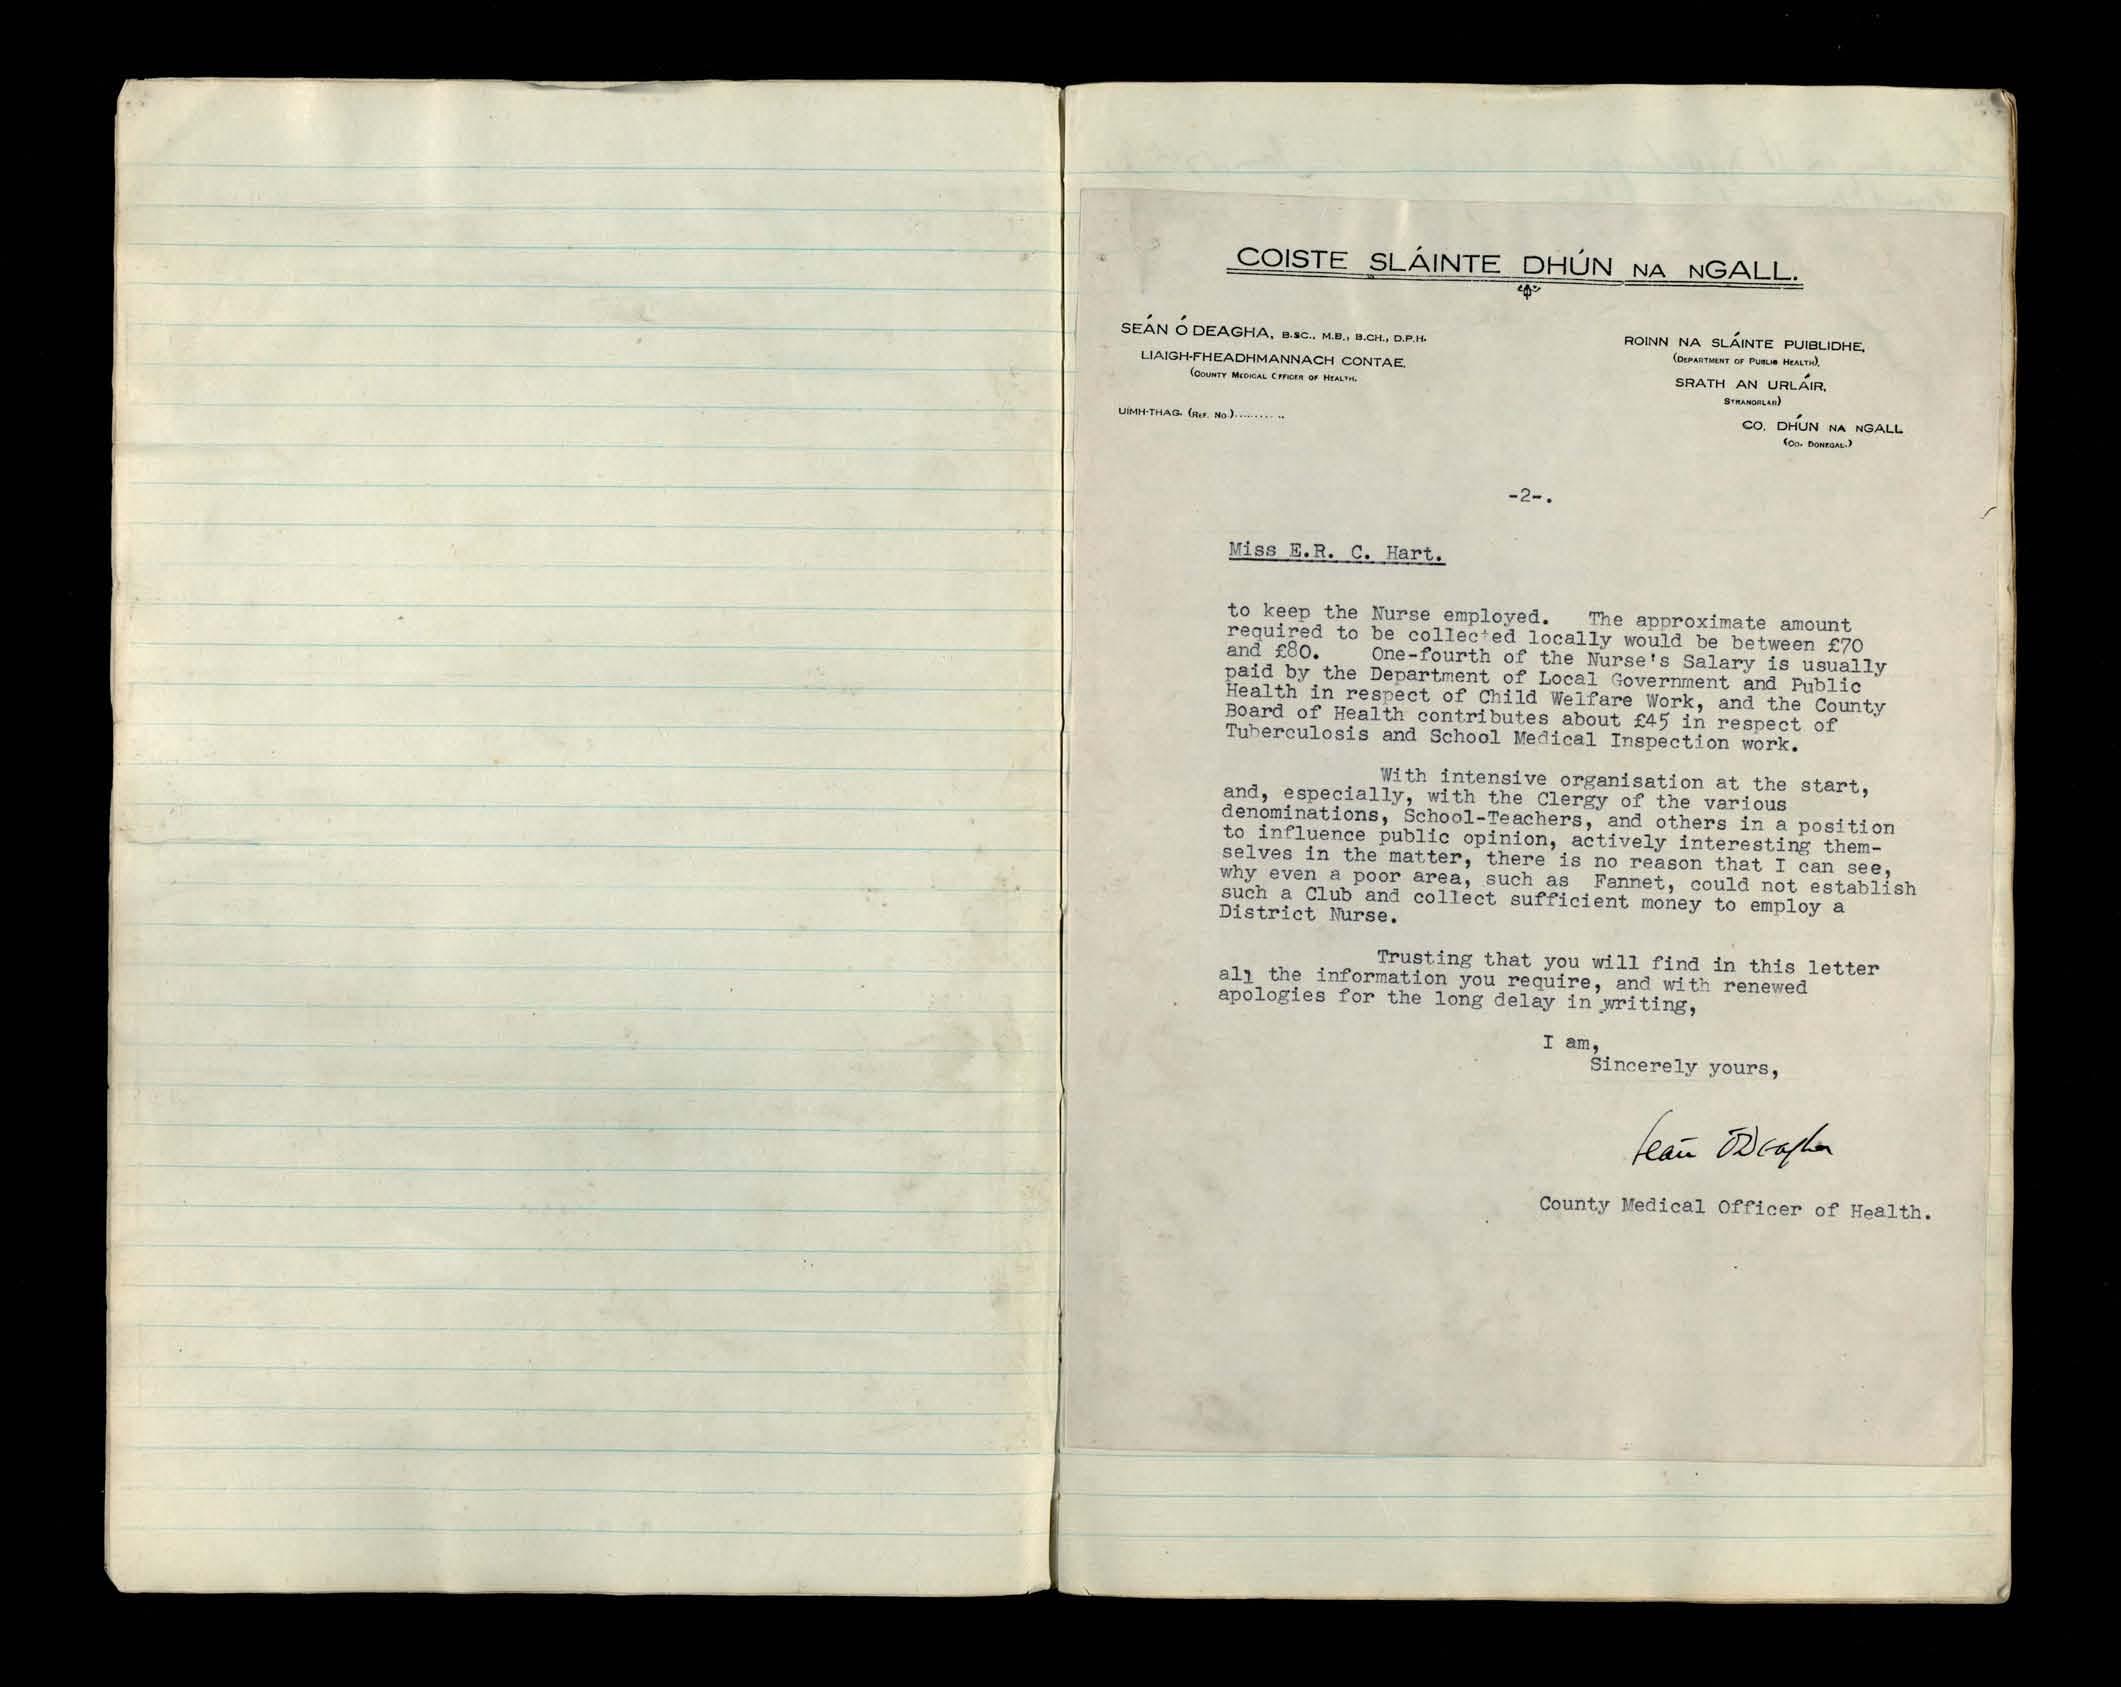 COISTE SLÁINTE DHÚN NA NGALL.
SEÁN Ó DEAGHA, B.SC., M.B., B.CH., D.P.H.
LIAIGH-FHEADHMANNACH CONTAE.
(COUNTY MEDICAL OFFICER OF HEALTH.
UIMH-THAG. (REF. NO.)..........
ROINN NA SLÁINTE PUIBLIDHE,
(DEPARTMENT OF PUBLIC HEALTH).
SRATH AN URLÁIR,
STRANORLAR)
CO. DHÚN NA NGALL
(CO. DONEGAL.)
-2-.
Miss E.R. C. Hart.
to keep the Nurse employed. The approximate amount
required to be collected locally would be between £70
and £80. One-fourth of the Nurse's Salary is usually
paid by the Department of Local Government and Public
Health in respect of Child Welfare Work, and the County
Board of Health contributes about £45 in respect of
Tuberculosis and School Medical Inspection work.
With intensive organisation at the start,
and, especially, with the Clergy of the various
denominations, School-Teachers, and others in a position
to influence public opinion, actively interesting them-
selves in the matter, there is no reason that I can see,
why even a poor area, such as Fannet, could not establish
such a Club and collect sufficient money to employ a
District Nurse.
Trusting that you will find in this letter
all the information you require, and with renewed
apologies for the long delay in writing,
I am,
Sincerely yours,
Seán ÓDeagha
County Medical Officer of Health.